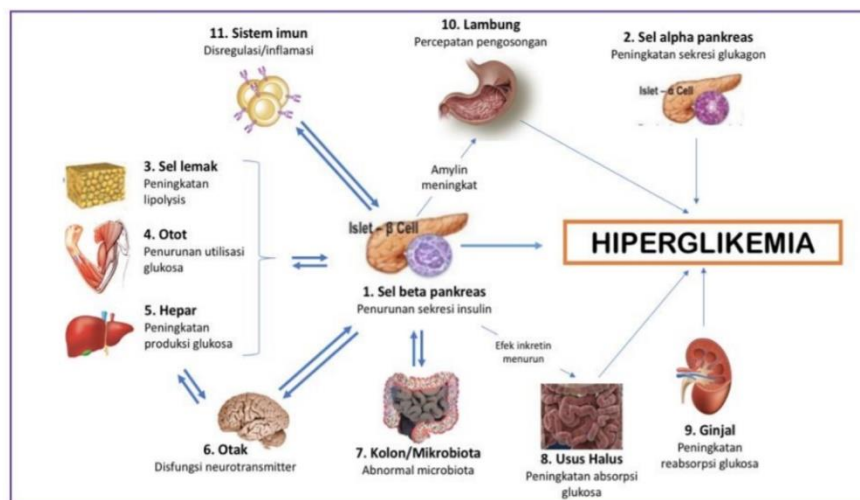 11. Sistem imun
Disregulasi/inflamasi
10. Lambung
Percepatan pengosongan
2. Sel alpha pankreas
Peningkatan sekresi glukagon
Islet – α Cell
3. Sel lemak
Peningkatan
lipolysis
Amylin
meningkat
4. Otot
Penurunan utilisasi
glukosa
Islet – β Cell
HIPERGLIKEMIA
1. Sel beta pankreas
Penurunan sekresi insulin
5. Hepar
Peningkatan
produksi glukosa
Efek inkretin
menurun
6. Otak
Disfungsi neurotransmitter
7. Kolon/Mikrobiota
Abnormal microbiota
8. Usus Halus
Peningkatan absorpsi
glukosa
9. Ginjal
Peningkatan
reabsorpsi glukosa